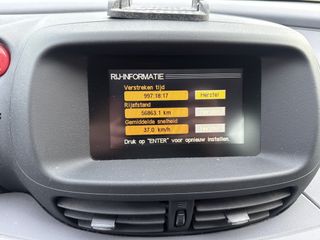 RIJ-INFORMATIE
Verstreken tijd
997:18:17 Herstel
Rijafstand
56863.1 km
Gemiddelde snelheid
37.0 km/h
Druk op "ENTER" voor opnieuw instellen.